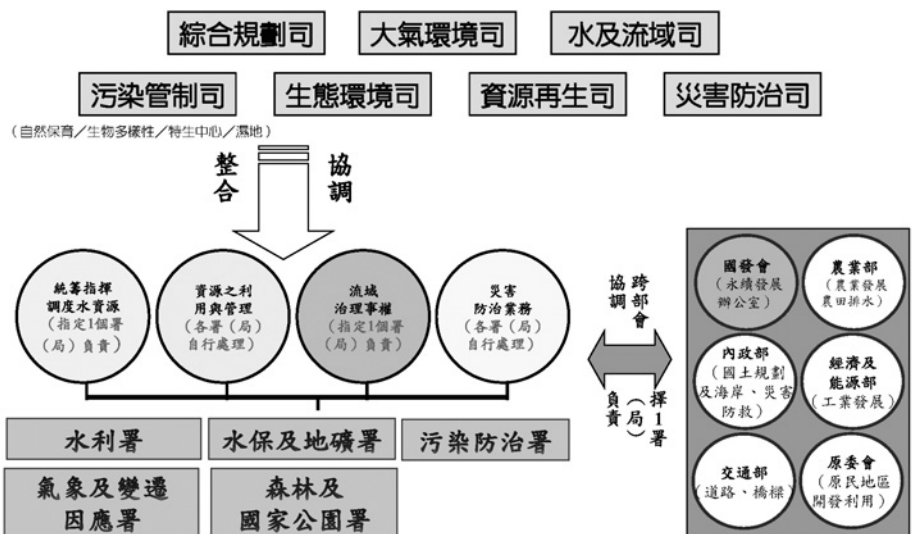 綜合規劃司
大氣環境司
水及流域司
污染管制司
生態環境司
資源再生司
災害防治司
（自然保育／生物多樣性／特生中心／濕地）
整合
協調
統籌指揮
調度水資源
（指定1個署
（局）負責）
資源之利
用與管理
（各署（局）
自行處理）
流域
治理事權
（指定1個署
（局）負責）
災害
防治業務
（各署（局）
自行處理）
水利署
水保及地礦署
污染防治署
氣象及變遷
因應署
森林及
國家公園署
跨部會
協調
擇1署
（局）
負責
國發會
（永續發展
辦公室）
農業部
（農業發展
農田排水）
內政部
（國土規劃
及海岸、災害
防救）
經濟及
能源部
（工業發展）
交通部
（道路、橋樑）
原委會
（原民地區
開發利用）